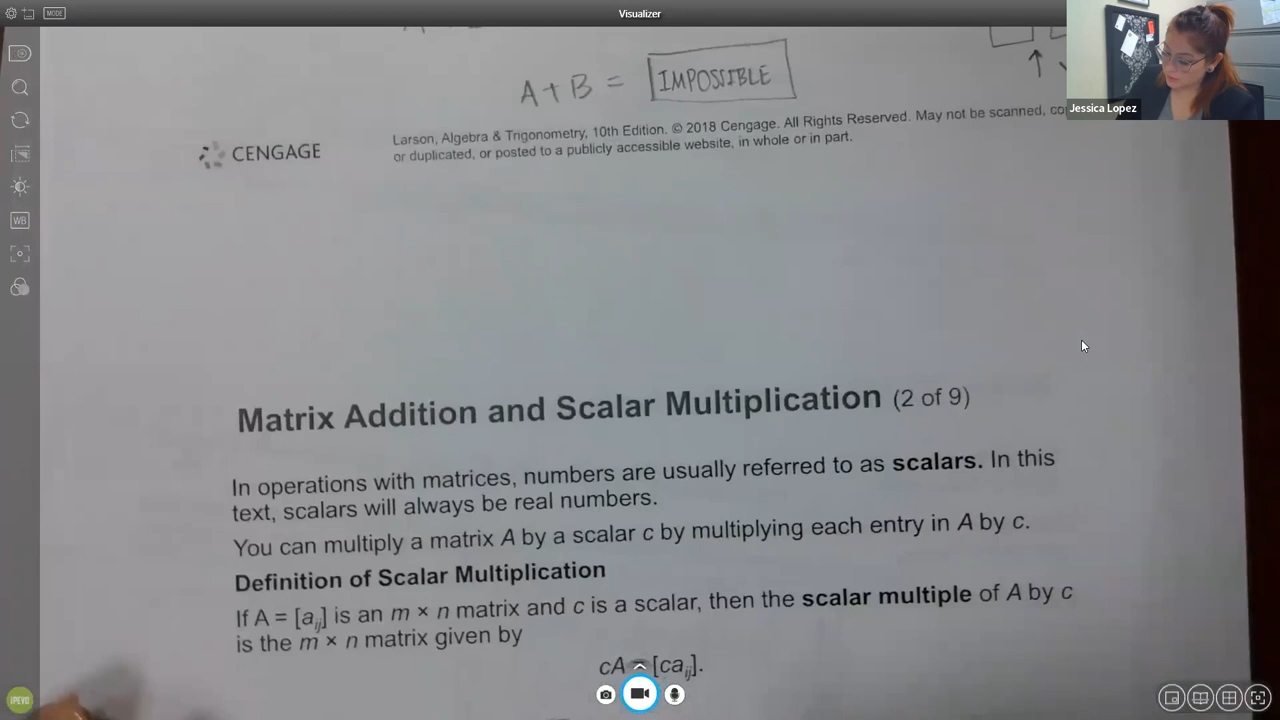 Visualizer
MODE
WB
A + B = IMPOSSIBLE
Jessica Lopez
CENGAGE
Larson, Algebra & Trigonometry, 10th Edition. © 2018 Cengage. All Rights Reserved. May not be scanned,
or duplicated, or posted to a publicly accessible website, in whole or in part.
Matrix Addition and Scalar Multiplication (2 of 9)
In operations with matrices, numbers are usually referred to as scalars. In this
text, scalars will always be real numbers.
You can multiply a matrix A by a scalar c by multiplying each entry in A by c.
Definition of Scalar Multiplication
If A = [aij] is an m × n matrix and c is a scalar, then the scalar multiple of A by c
is the m × n matrix given by
cA = [caij].
IPEVO